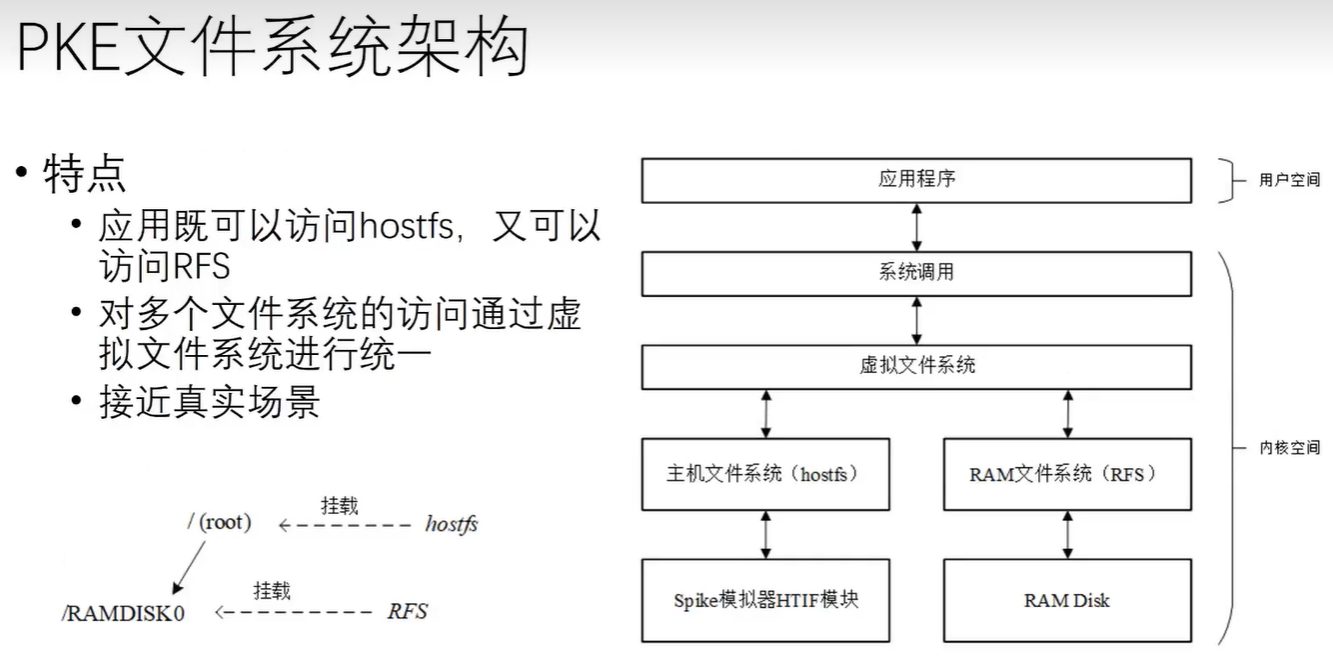 PKE文件系统架构
• 特点
• 应用既可以访问hostfs，又可以
访问RFS
• 对多个文件系统的访问通过虚
拟文件系统进行统一
• 接近真实场景
/ (root)
挂载
hostfs
/RAMDISK0
挂载
RFS
应用程序
用户空间
系统调用
虚拟文件系统
主机文件系统（hostfs）
RAM文件系统（RFS）
内核空间
Spike模拟器HTIF模块
RAM Disk